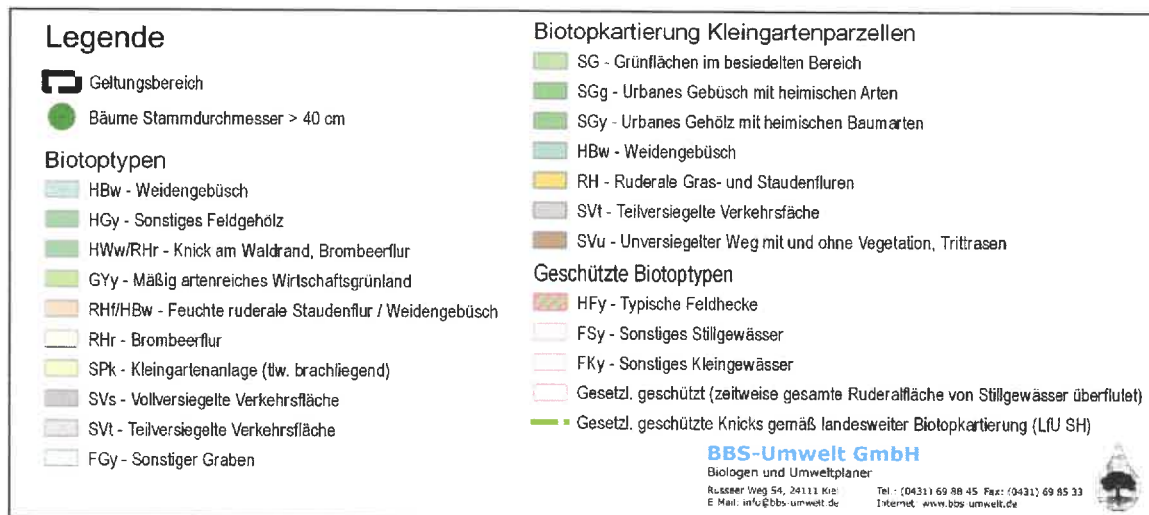 Legende
Geltungsbereich
Bäume Stammdurchmesser > 40 cm
Biotoptypen
HBw - Weidengebüsch
HGy - Sonstiges Feldgehölz
HWw/RHr - Knick am Waldrand, Brombeerflur
GYy - Mäßig artenreiches Wirtschaftsgrünland
RHf/HBw - Feuchte ruderale Staudenflur / Weidengebüsch
RHr - Brombeerflur
SPk - Kleingartenanlage (tlw. brachliegend)
SVs - Vollversiegelte Verkehrsfläche
SVt - Teilversiegelte Verkehrsfläche
FGy - Sonstiger Graben
Biotopkartierung Kleingartenparzellen
SG - Grünflächen im besiedelten Bereich
SGg - Urbanes Gebüsch mit heimischen Arten
SGy - Urbanes Gehölz mit heimischen Baumarten
HBw - Weidengebüsch
RH - Ruderale Gras- und Staudenfluren
SVt - Teilversiegelte Verkehrsfäche
SVu - Unversiegelter Weg mit und ohne Vegetation, Trittrasen
Geschützte Biotoptypen
HFy - Typische Feldhecke
FSy - Sonstiges Stillgewässer
FKy - Sonstiges Kleingewässer
Gesetzl. geschützt (zeitweise gesamte Ruderalfläche von Stillgewässer überflutet)
Gesetzl. geschützte Knicks gemäß landesweiter Biotopkartierung (LfU SH)
BBS-Umwelt GmbH
Biologen und Umweltplaner
Russeer Weg 54, 24111 Kiel Tel.: (0431) 69 88 45 Fax: (0431) 69 85 33
E Mail: info@bbs-umwelt.de Internet: www.bbs-umwelt.de